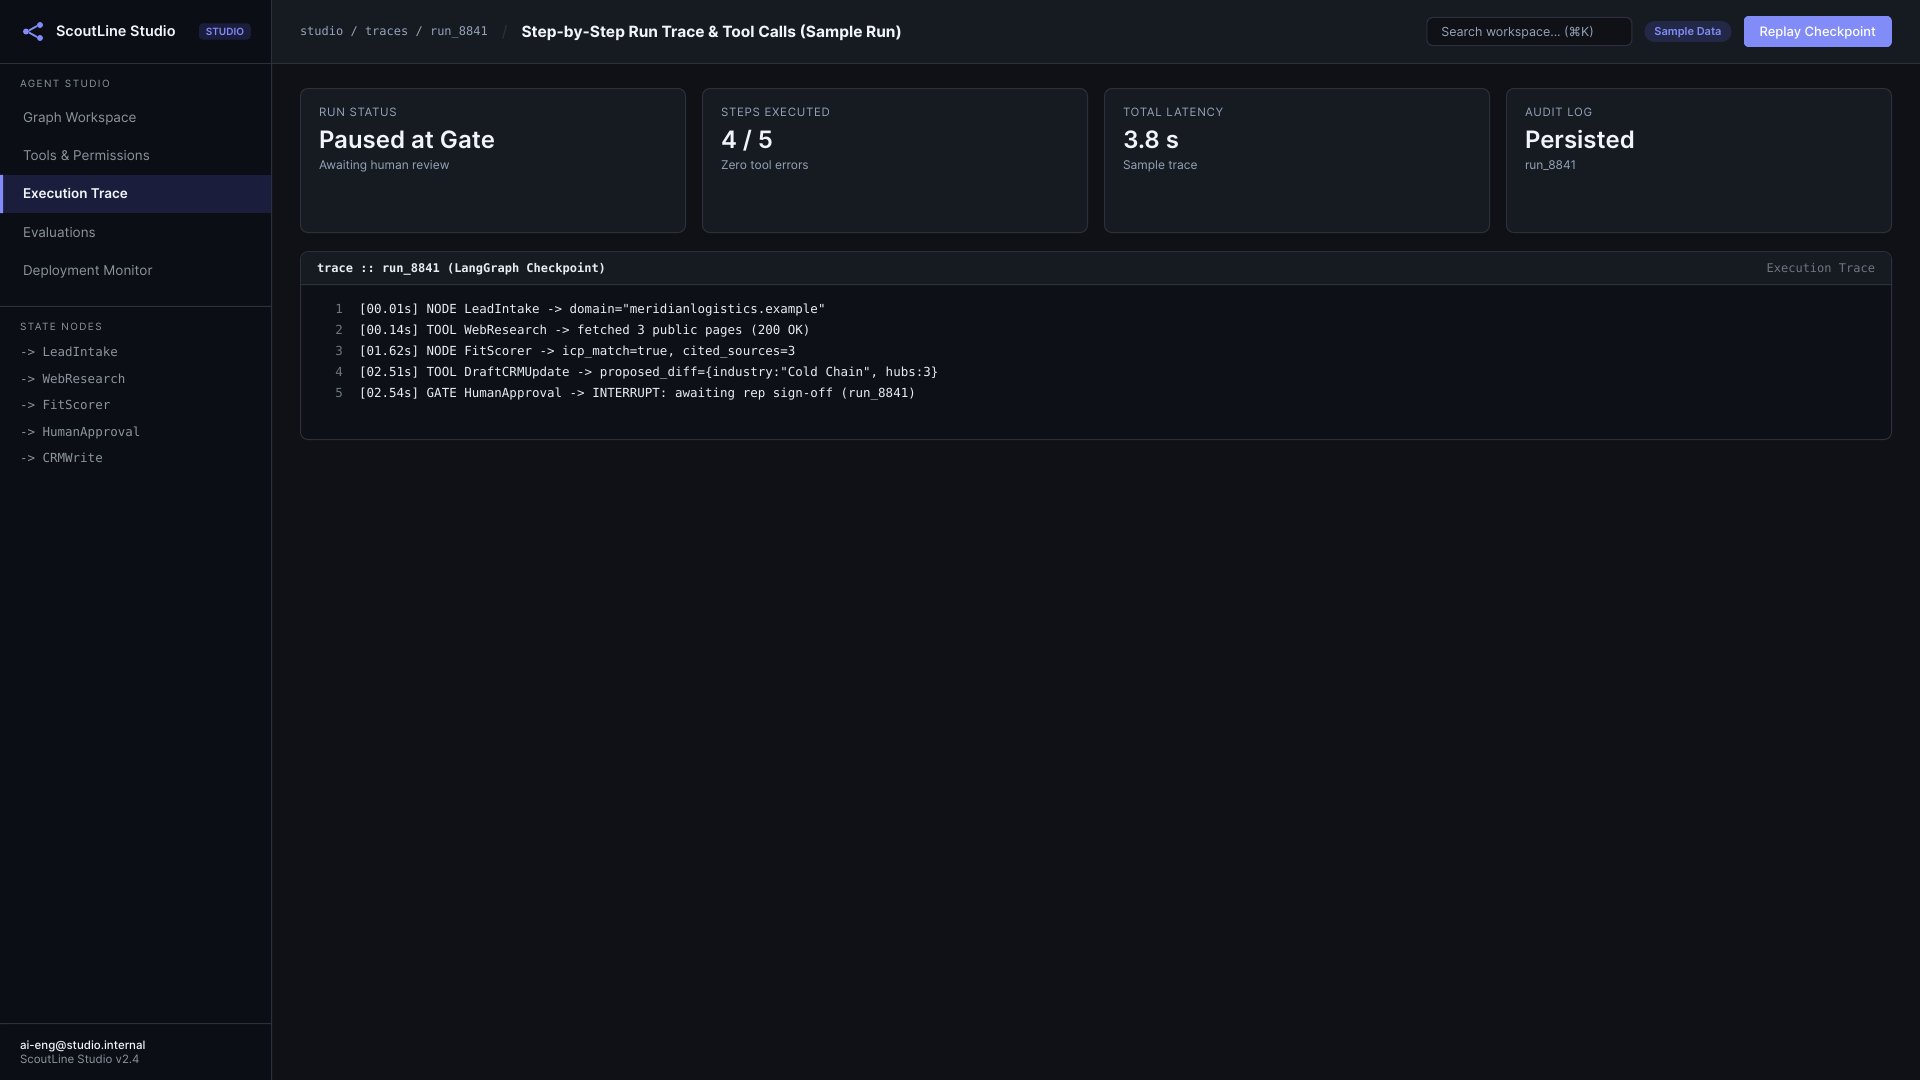 ScoutLine Studio STUDIO
AGENT STUDIO
Graph Workspace
Tools & Permissions
Execution Trace
Evaluations
Deployment Monitor
STATE NODES
-> LeadIntake
-> WebResearch
-> FitScorer
-> HumanApproval
-> CRMWrite
ai-eng@studio.internal
ScoutLine Studio v2.4
studio / traces / run_8841 / Step-by-Step Run Trace & Tool Calls (Sample Run)
Search workspace... (⌘K)
Sample Data
Replay Checkpoint
RUN STATUS
Paused at Gate
Awaiting human review
STEPS EXECUTED
4 / 5
Zero tool errors
TOTAL LATENCY
3.8 s
Sample trace
AUDIT LOG
Persisted
run_8841
trace :: run_8841 (LangGraph Checkpoint)
Execution Trace
1 [00.01s] NODE LeadIntake -> domain="meridianlogistics.example"
2 [00.14s] TOOL WebResearch -> fetched 3 public pages (200 OK)
3 [01.62s] NODE FitScorer -> icp_match=true, cited_sources=3
4 [02.51s] TOOL DraftCRMUpdate -> proposed_diff={industry:"Cold Chain", hubs:3}
5 [02.54s] GATE HumanApproval -> INTERRUPT: awaiting rep sign-off (run_8841)